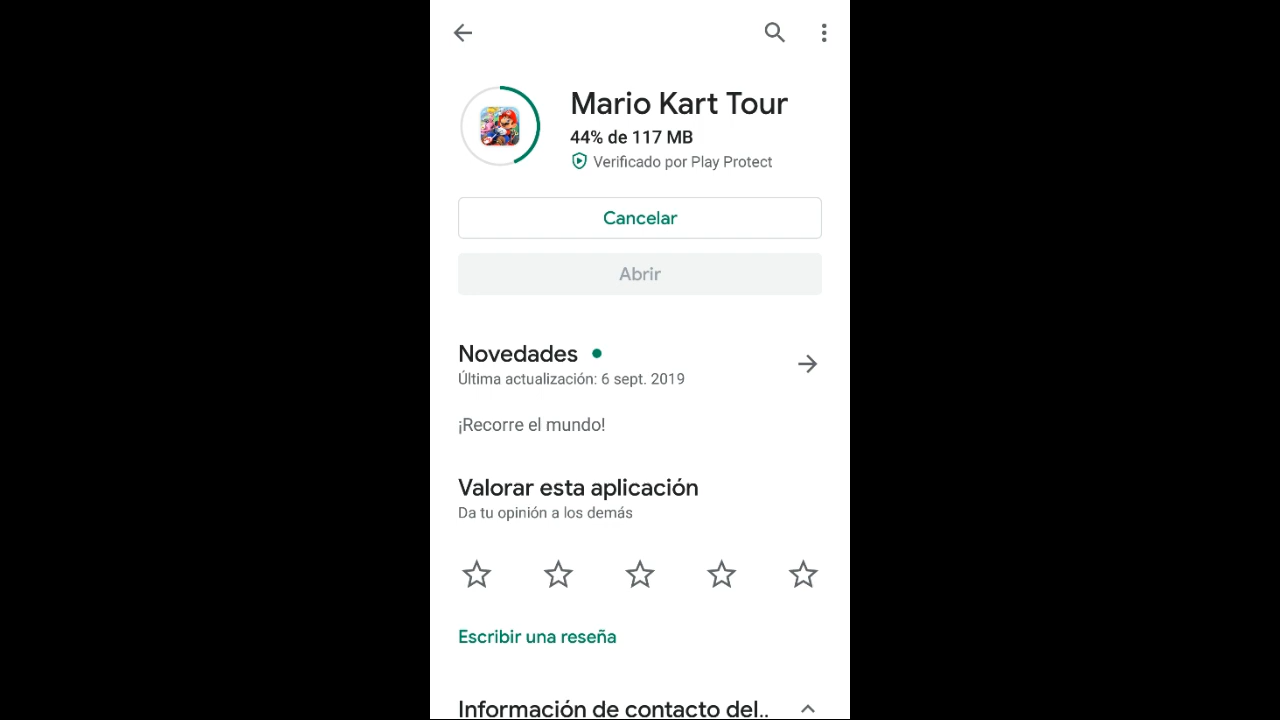 Mario Kart Tour
44% de 117 MB
Verificado por Play Protect
Cancelar
Abrir
Novedades
Última actualización: 6 sept. 2019
¡Recorre el mundo!
Valorar esta aplicación
Da tu opinión a los demás
Escribir una reseña
Información de contacto del..